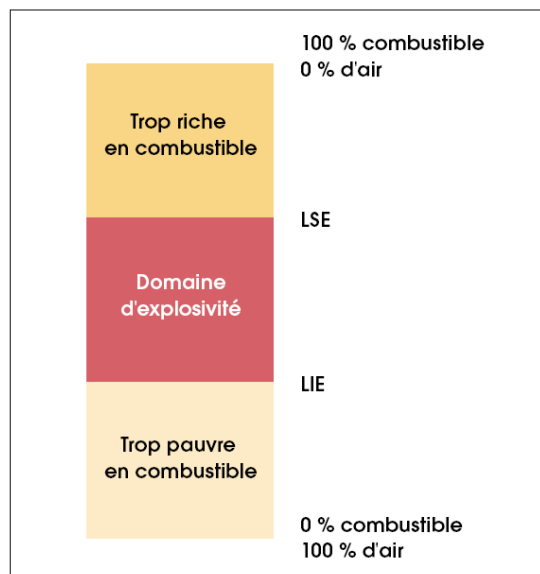 100 % combustible
0 % d'air
Trop riche
en combustible
LSE
Domaine
d'explosivité
LIE
Trop pauvre
en combustible
0 % combustible
100 % d'air